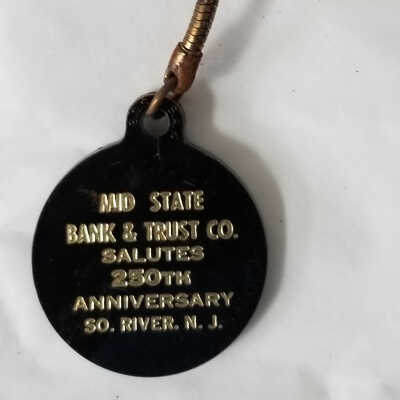 MID STATE
BANK & TRUST CO.
SALUTES
250TH
ANNIVERSARY
SO. RIVER. N. J.